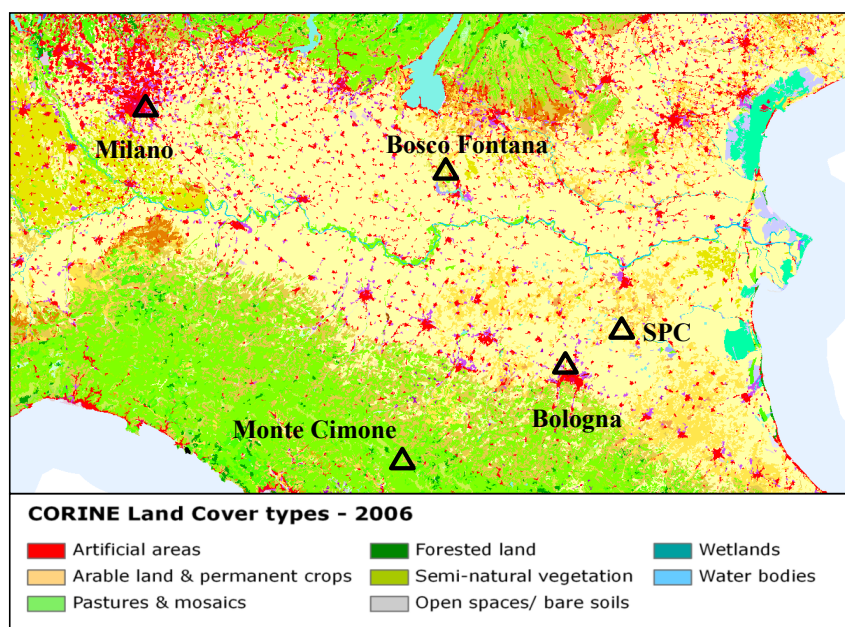 Milano
Bosco Fontana
SPC
Bologna
Monte Cimone
CORINE Land Cover types - 2006
Artificial areas
Forested land
Wetlands
Arable land & permanent crops
Semi-natural vegetation
Water bodies
Pastures & mosaics
Open spaces/ bare soils